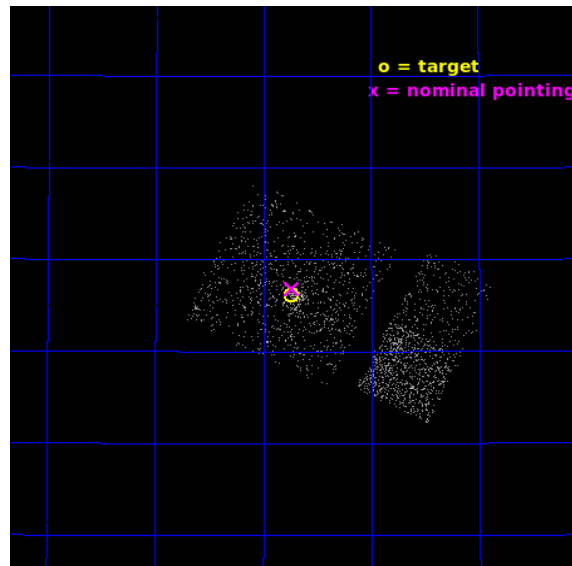 o = target
x = nominal pointing